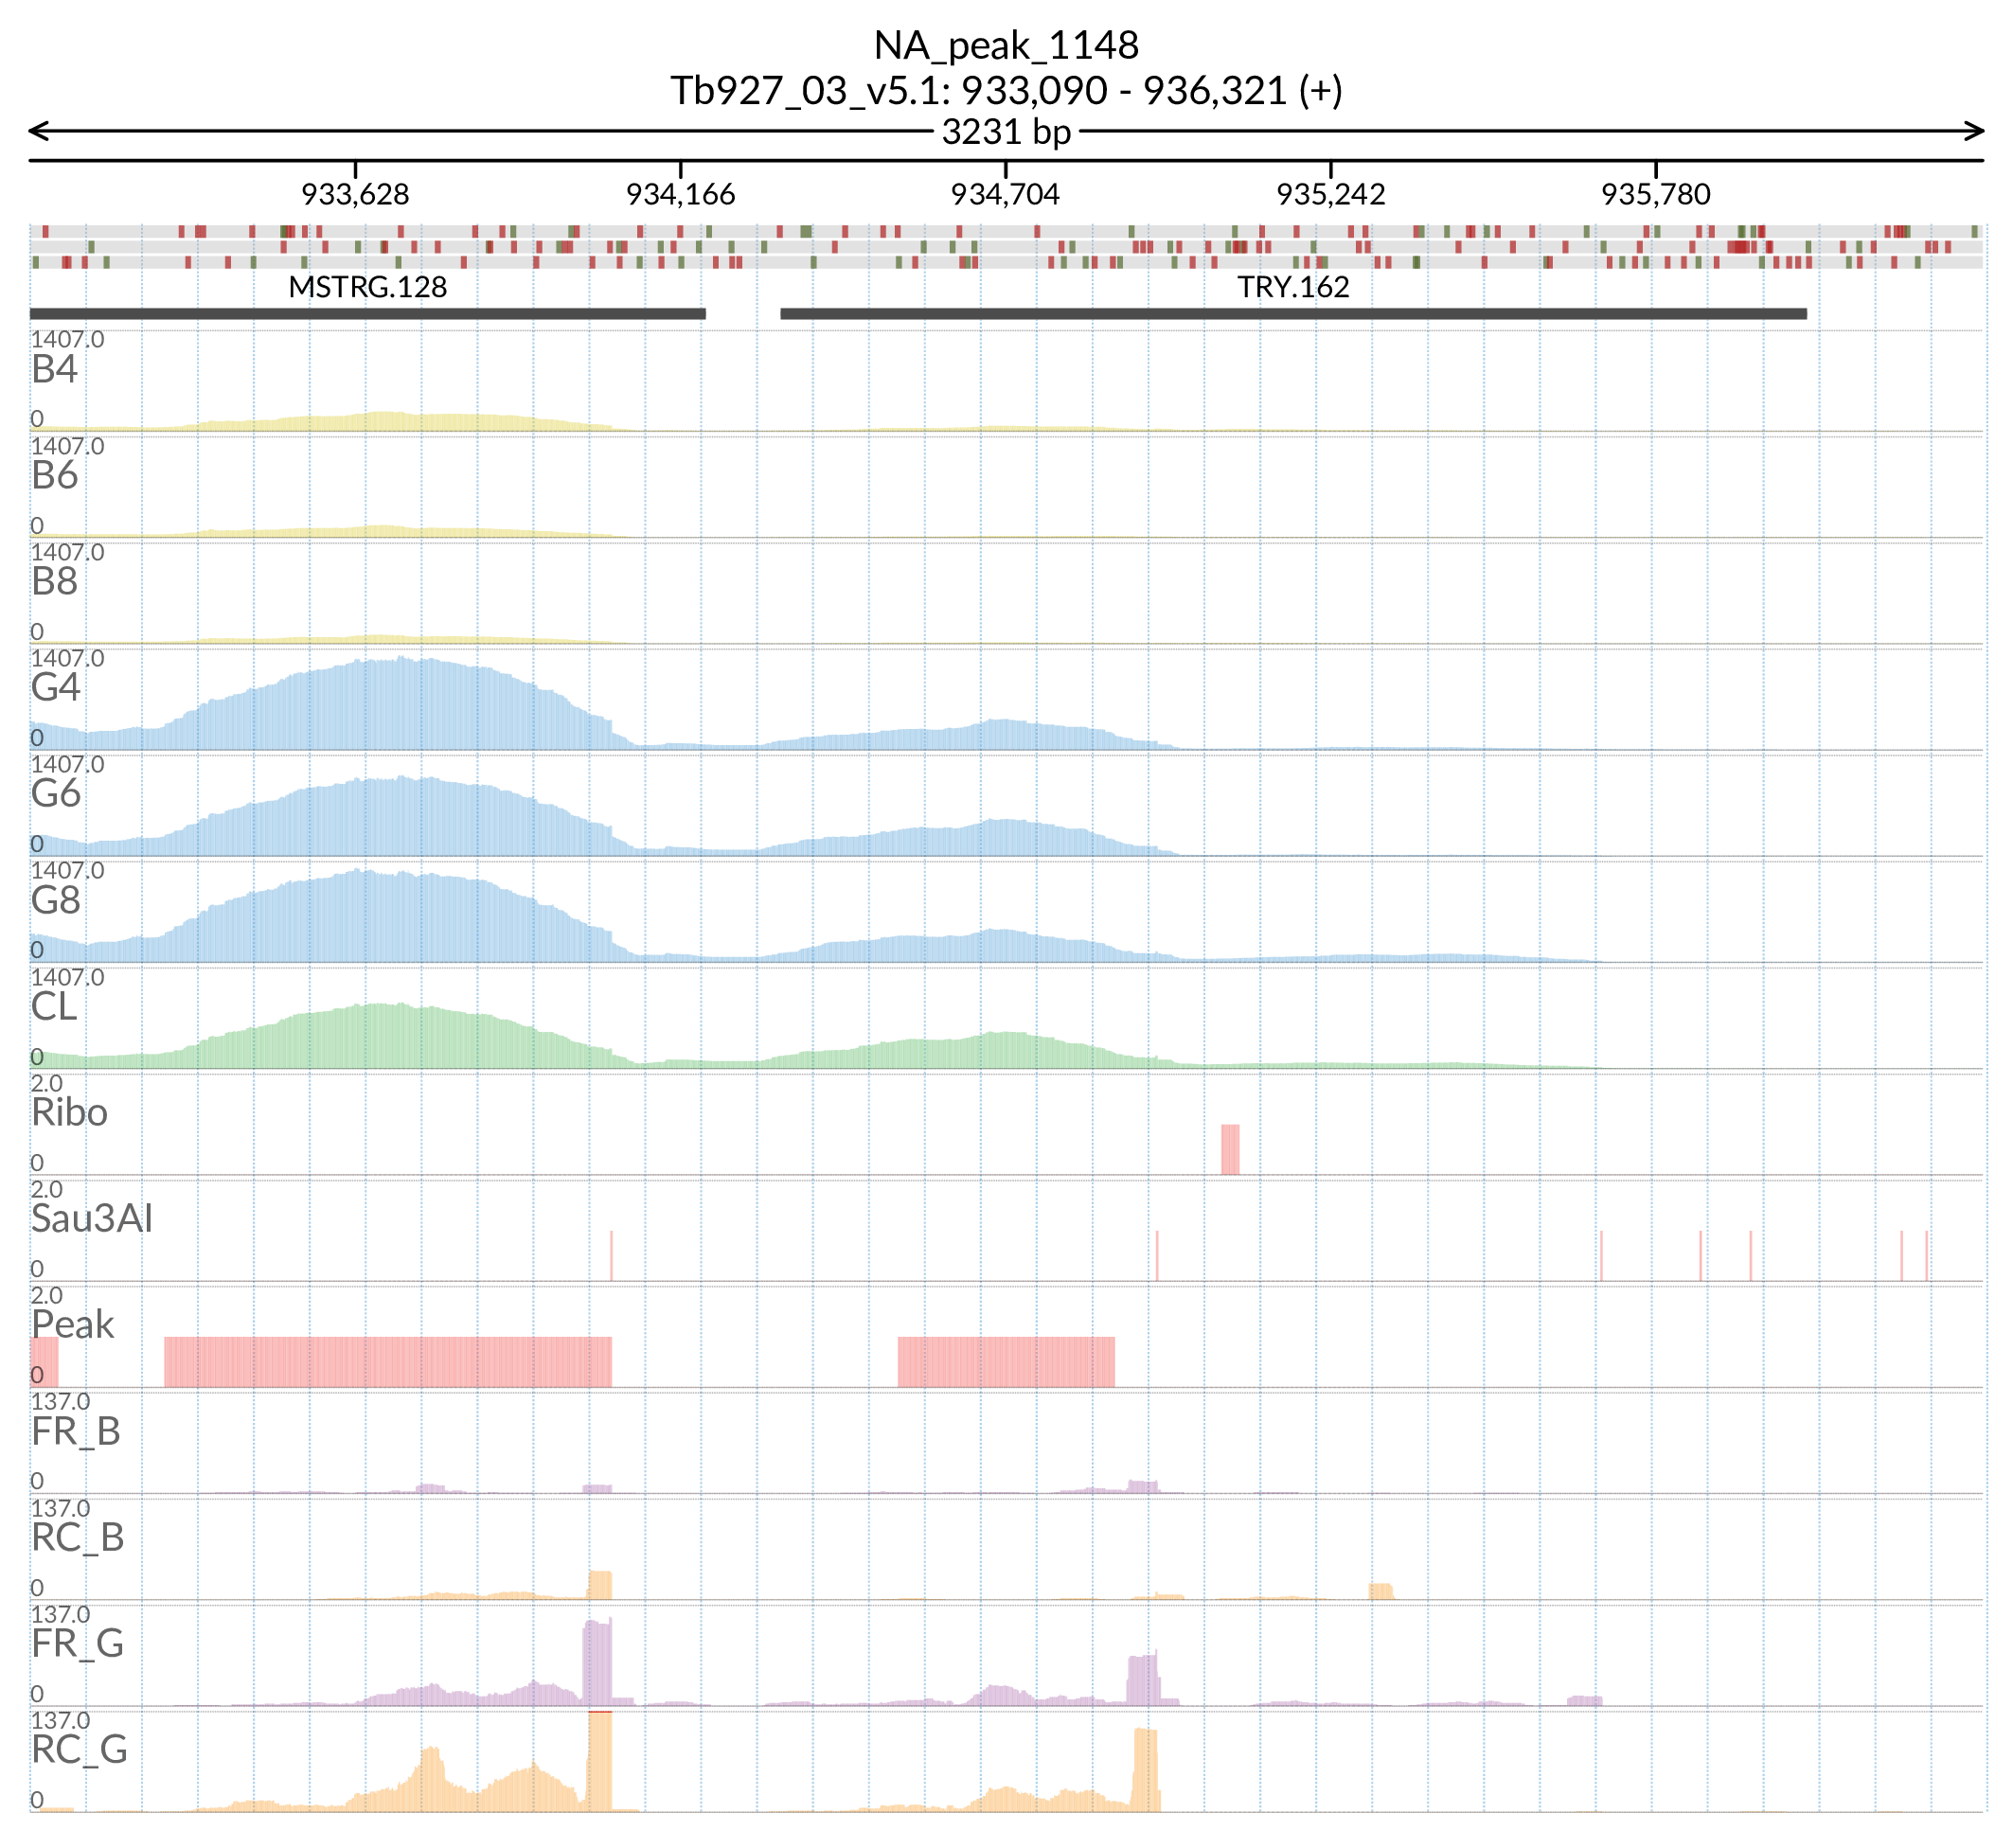 NA_peak_1148
Tb927_03_v5.1: 933,090 - 936,321 (+)
3231 bp
933,628 934,166 934,704 935,242 935,780
MSTRG.128 TRY.162
1407.0
B4
0
1407.0
B6
0
1407.0
B8
0
1407.0
G4
0
1407.0
G6
0
1407.0
G8
0
1407.0
CL
0
2.0
Ribo
0
2.0
Sau3AI
0
2.0
Peak
0
137.0
FR_B
0
137.0
RC_B
0
137.0
FR_G
0
137.0
RC_G
0